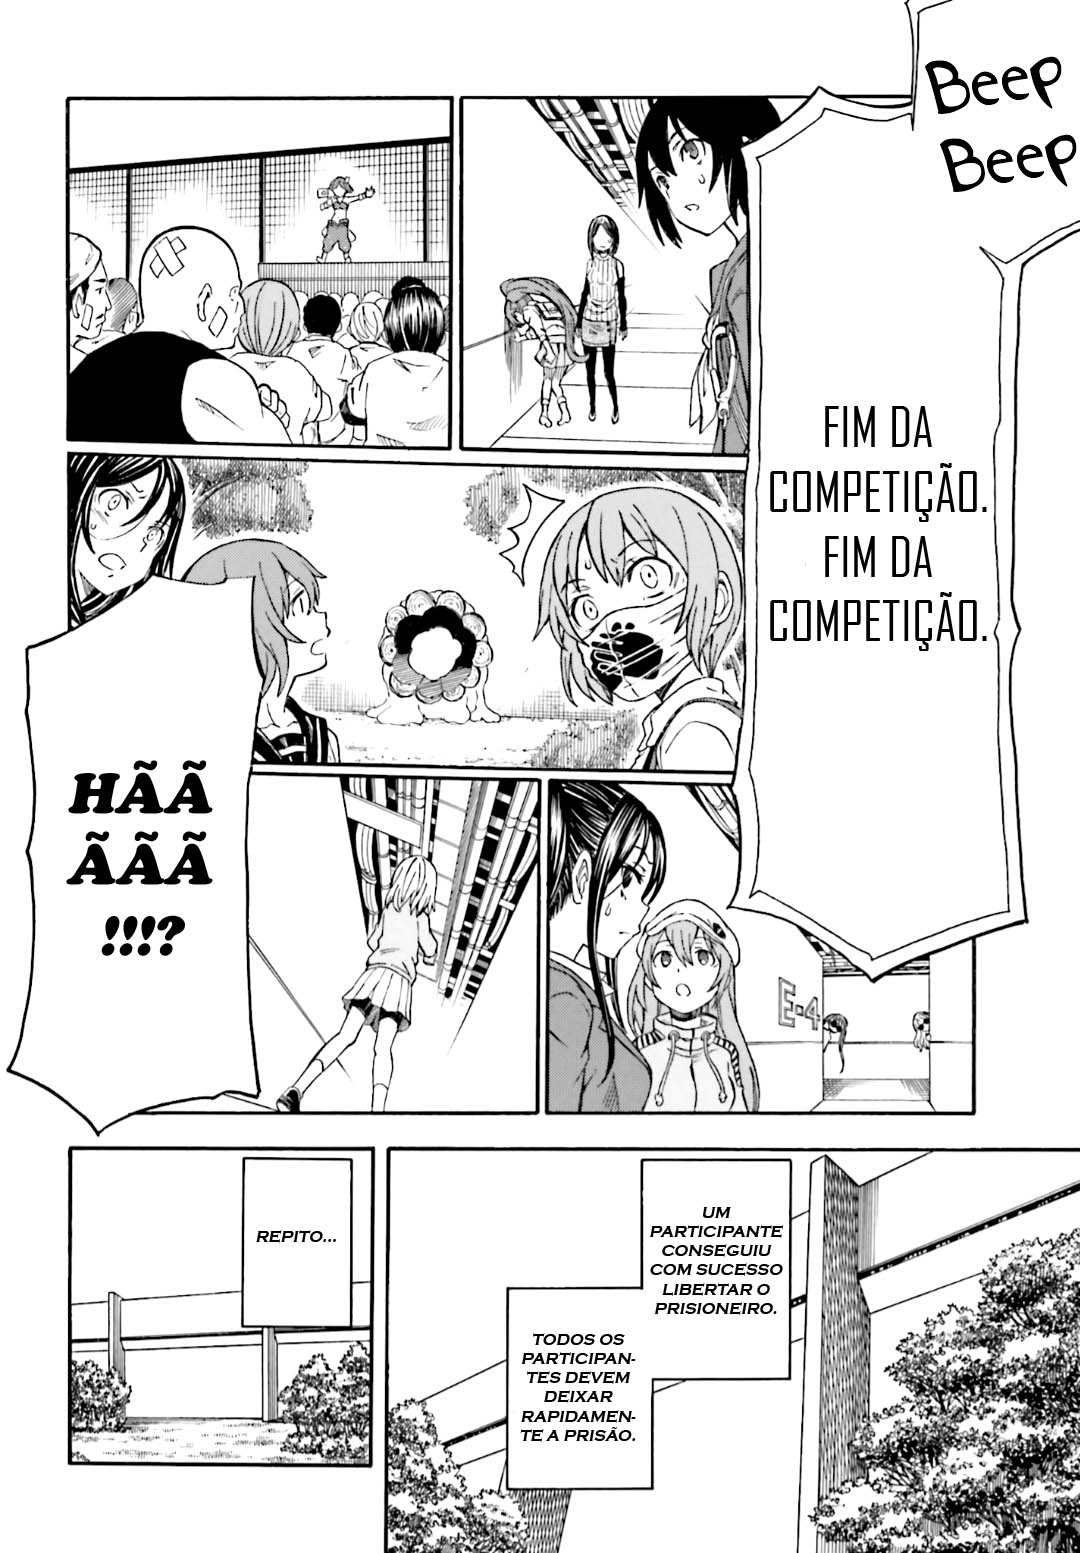 Beep
Beep
FIM DA
COMPETIÇÃO.
FIM DA
COMPETIÇÃO.
HÃÃ
ÃÃÃ
!!!?
E-4
UM
PARTICIPANTE
CONSEGUIU
COM SUCESSO
LIBERTAR O
PRISIONEIRO.
TODOS OS
PARTICIPAN-
TES DEVEM
DEIXAR
RAPIDAMEN-
TE A PRISÃO.
REPITO...